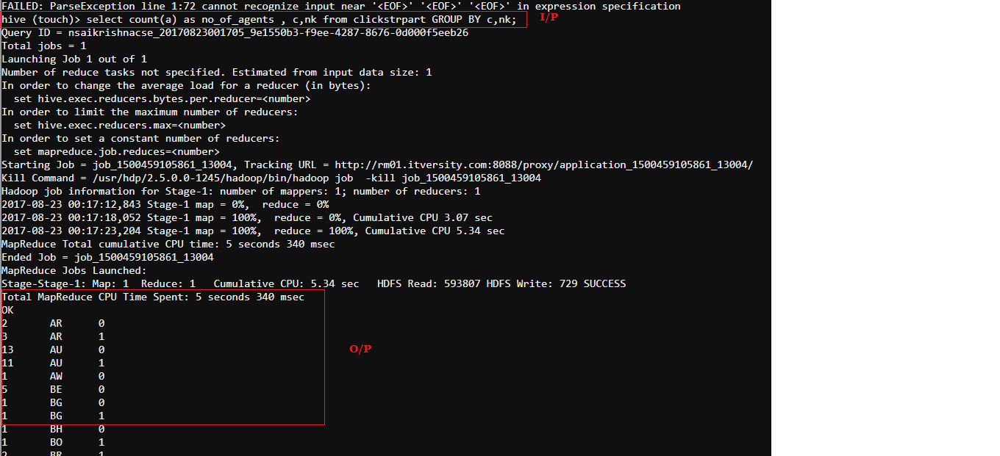 FAILED: ParseException line 1:72 cannot recognize input near '<EOF>' '<EOF>' '<EOF>' in expression specification
hive (touch)> select count(a) as no_of_agents , c,nk from clickstrpart GROUP BY c,nk;
I/P
Query ID = nsaikrishnacse_20170823001705_9e1550b3-f9ee-4287-8676-0d000f5eeb26
Total jobs = 1
Launching Job 1 out of 1
Number of reduce tasks not specified. Estimated from input data size: 1
In order to change the average load for a reducer (in bytes):
  set hive.exec.reducers.bytes.per.reducer=<number>
In order to limit the maximum number of reducers:
  set hive.exec.reducers.max=<number>
In order to set a constant number of reducers:
  set mapreduce.job.reduces=<number>
Starting Job = job_1500459105861_13004, Tracking URL = http://rm01.itversity.com:8088/proxy/application_1500459105861_13004/
Kill Command = /usr/hdp/2.5.0.0-1245/hadoop/bin/hadoop job  -kill job_1500459105861_13004
Hadoop job information for Stage-1: number of mappers: 1; number of reducers: 1
2017-08-23 00:17:12,843 Stage-1 map = 0%,  reduce = 0%
2017-08-23 00:17:18,052 Stage-1 map = 100%,  reduce = 0%, Cumulative CPU 3.07 sec
2017-08-23 00:17:23,204 Stage-1 map = 100%,  reduce = 100%, Cumulative CPU 5.34 sec
MapReduce Total cumulative CPU time: 5 seconds 340 msec
Ended Job = job_1500459105861_13004
MapReduce Jobs Launched:
Stage-Stage-1: Map: 1  Reduce: 1   Cumulative CPU: 5.34 sec   HDFS Read: 593807 HDFS Write: 729 SUCCESS
Total MapReduce CPU Time Spent: 5 seconds 340 msec
OK
2       AR      0
3       AR      1
13      AU      0
O/P
11      AU      1
1       AW      0
5       BE      0
1       BG      0
1       BG      1
1       BH      0
1       BO      1
2       BR      1